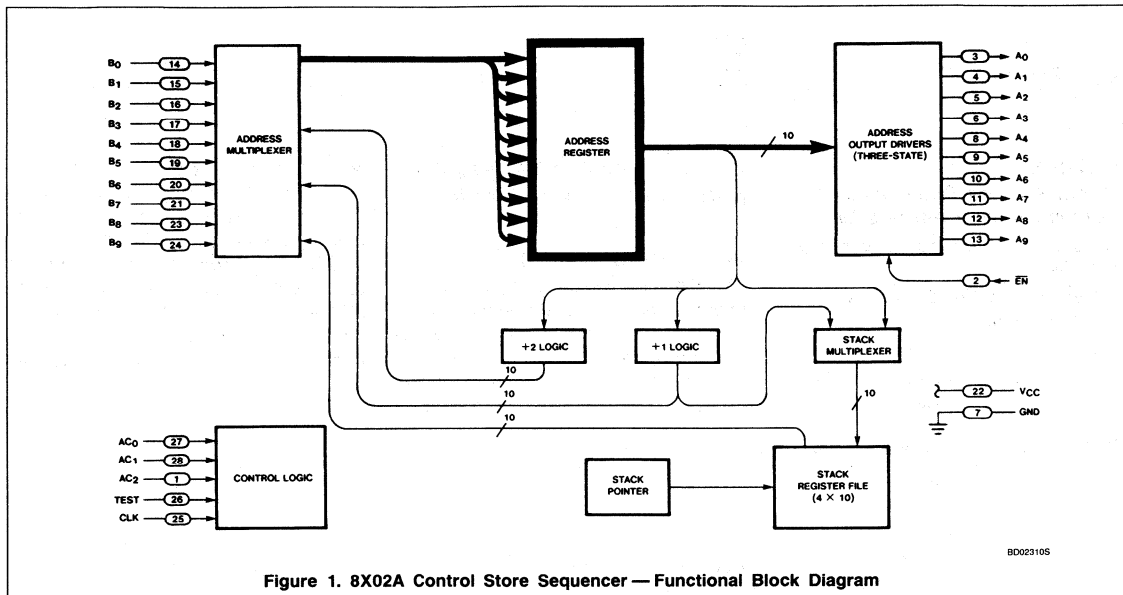 B0 14
B1 15
B2 16
B3 17
B4 18
B5 19
B6 20
B7 21
B8 23
B9 24
ADDRESS
MULTIPLEXER
ADDRESS
REGISTER
10
ADDRESS
OUTPUT DRIVERS
(THREE-STATE)
3 A0
4 A1
5 A2
6 A3
8 A4
9 A5
10 A6
11 A7
12 A8
13 A9
2 E̅N̅
+2 LOGIC
+1 LOGIC
STACK
MULTIPLEXER
10
10
10
10
22 VCC
7 GND
AC0 27
AC1 28
AC2 1
TEST 26
CLK 25
CONTROL LOGIC
STACK
POINTER
STACK
REGISTER FILE
(4 × 10)
BD02310S
Figure 1. 8X02A Control Store Sequencer — Functional Block Diagram